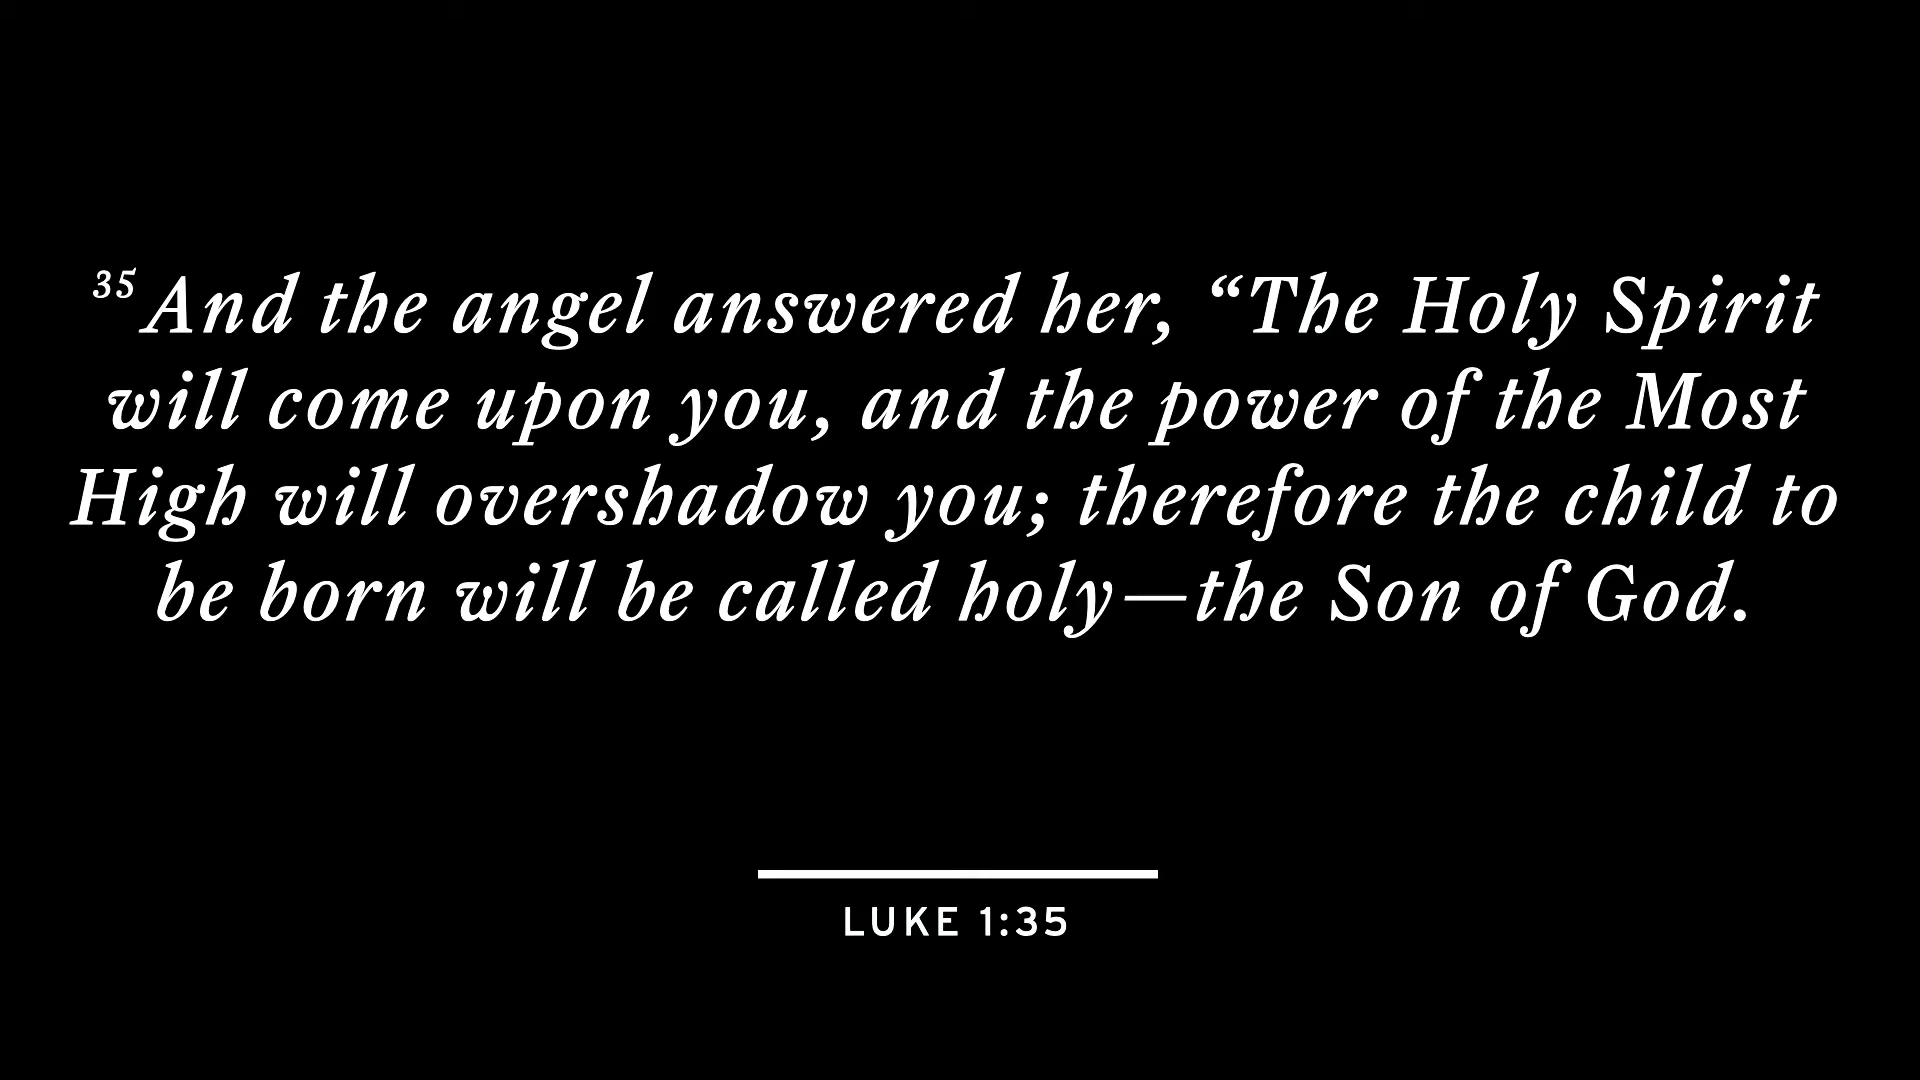 ³⁵And the angel answered her, “The Holy Spirit
will come upon you, and the power of the Most
High will overshadow you; therefore the child to
be born will be called holy—the Son of God.
LUKE 1:35